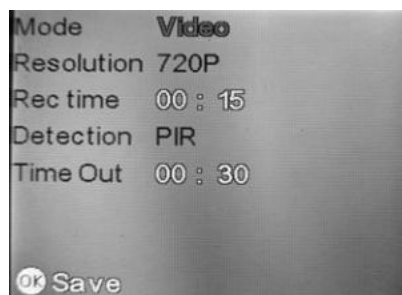 Mode Video
Resolution 720P
Rec time 00 : 15
Detection PIR
Time Out 00 : 30
OK Save